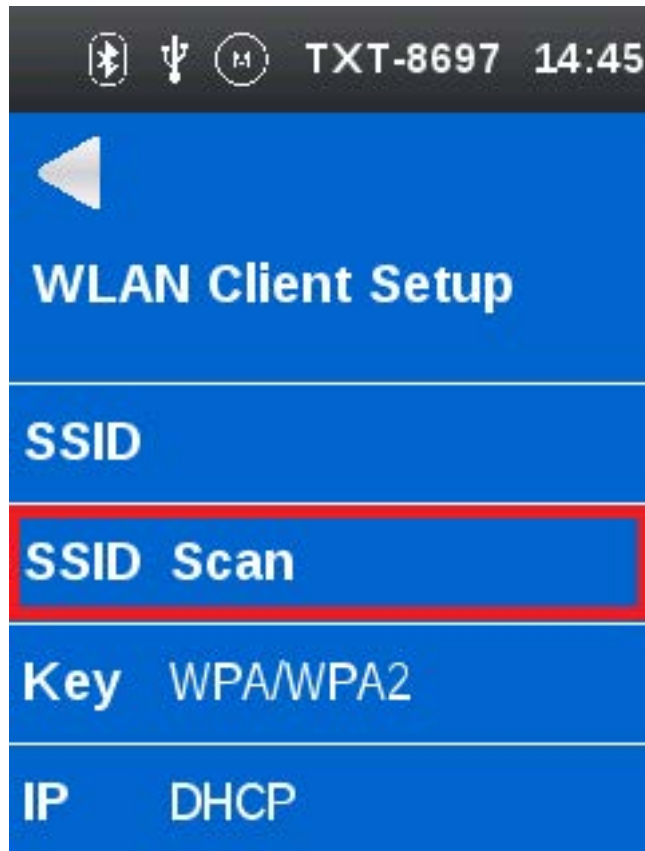 M TXT-8697 14:45
WLAN Client Setup
SSID
SSID Scan
Key WPA/WPA2
IP DHCP